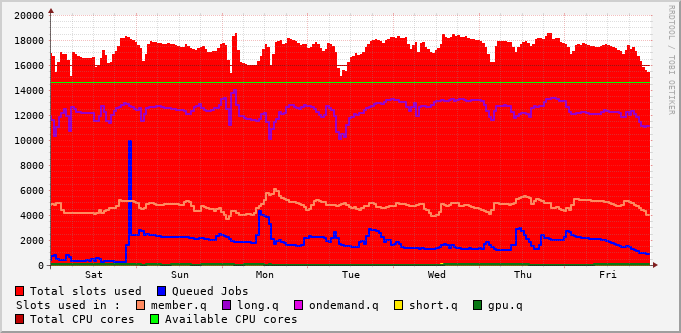 RRDTOOL / TOBI OETIKER
20000
18000
16000
14000
12000
10000
8000
6000
4000
2000
0
Sat Sun Mon Tue Wed Thu Fri
Total slots used Queued Jobs
Slots used in : member.q long.q ondemand.q short.q gpu.q
Total CPU cores Available CPU cores